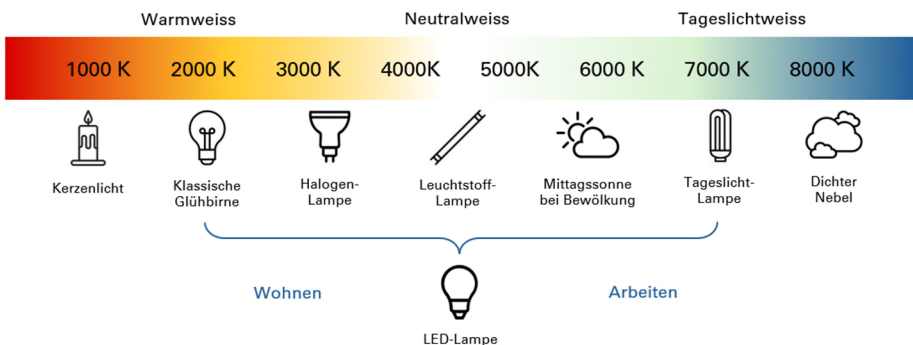 Warmweiss Neutralweiss Tageslichtweiss
1000 K 2000 K 3000 K 4000K 5000K 6000 K 7000 K 8000 K
Kerzenlicht
Klassische
Glühbirne
Halogen-
Lampe
Leuchtstoff-
Lampe
Mittagssonne
bei Bewölkung
Tageslicht-
Lampe
Dichter
Nebel
Wohnen
Arbeiten
LED-Lampe